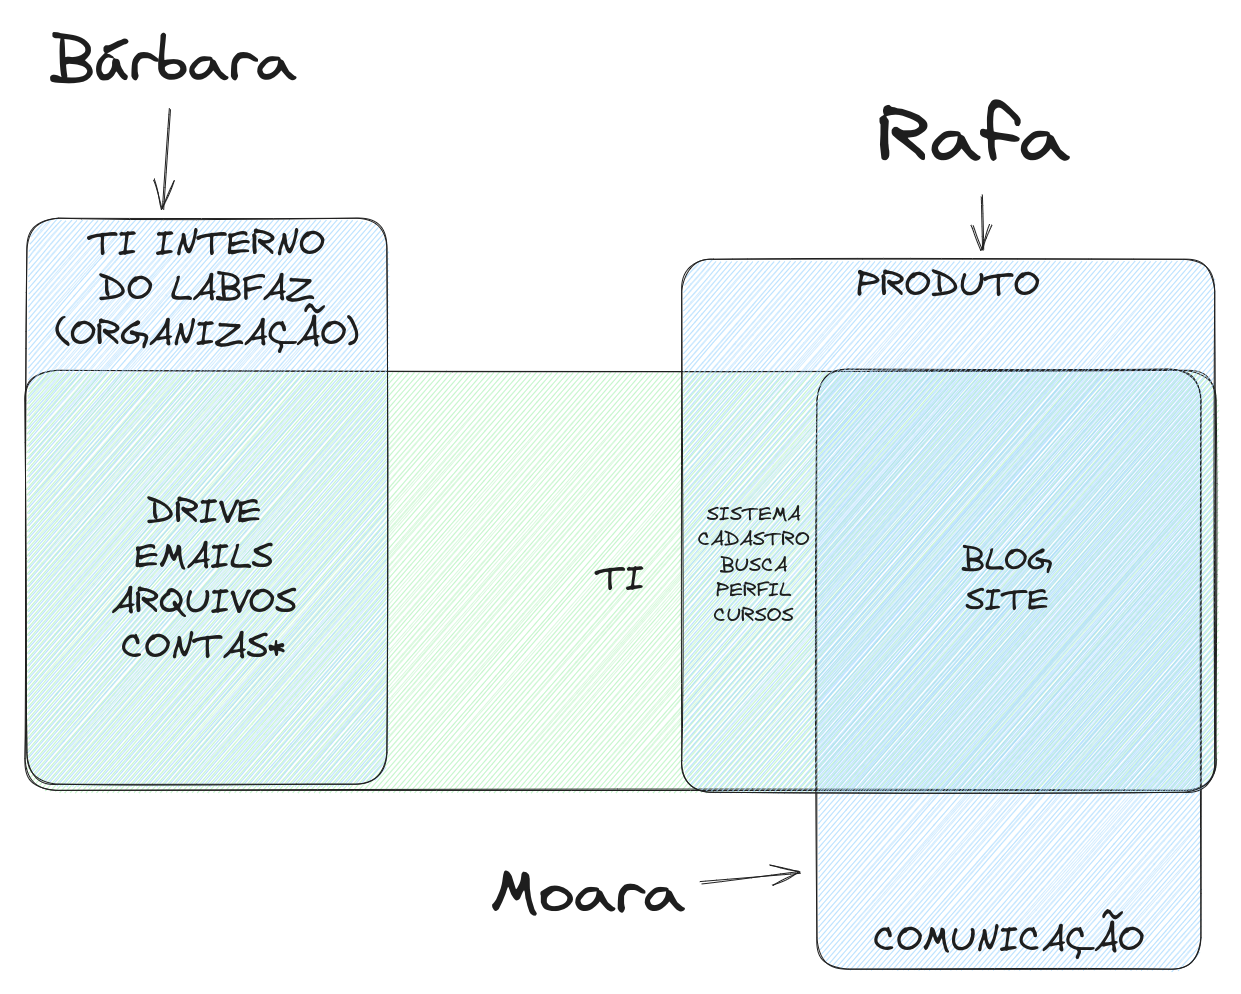 Bárbara
Rafa
TI INTERNO
DO LABFAZ
(ORGANIZAÇÃO)
PRODUTO
DRIVE
EMAILS
ARQUIVOS
CONTAS*
TI
SISTEMA
CADASTRO
BUSCA
PERFIL
CURSOS
BLOG
SITE
Moara
COMUNICAÇÃO